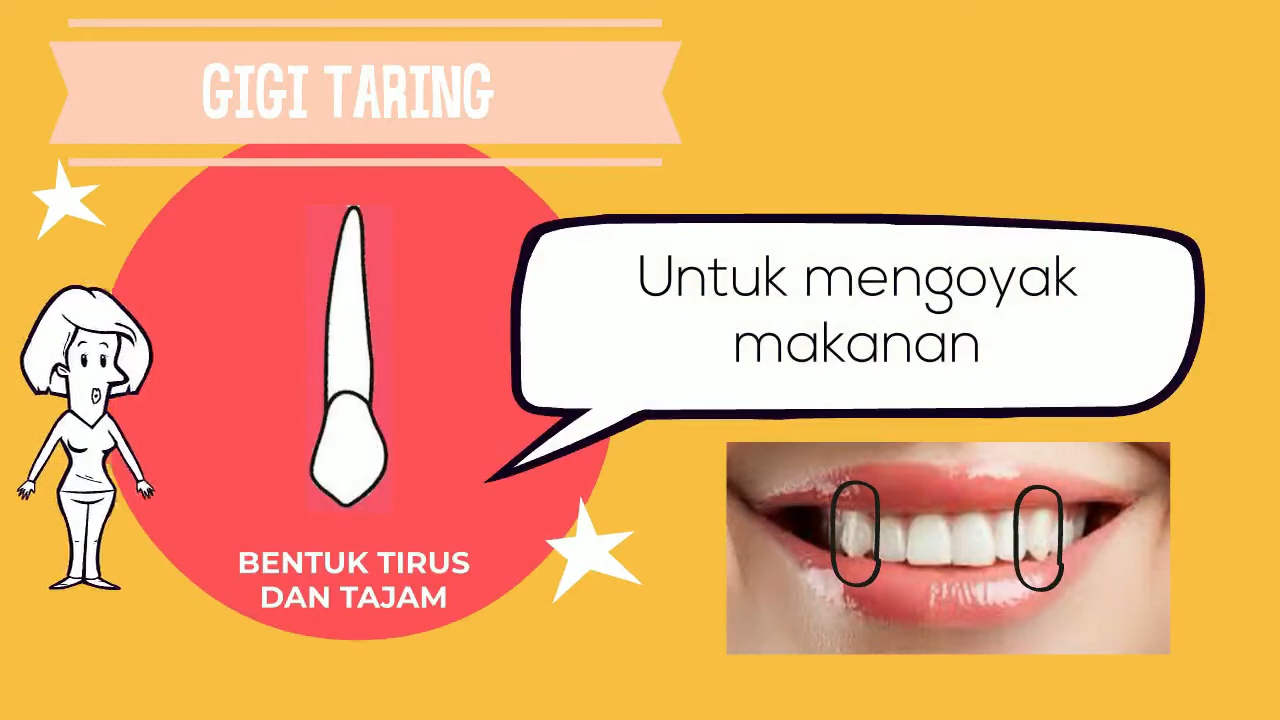 GIGI TARING
Untuk mengoyak
makanan
BENTUK TIRUS
DAN TAJAM